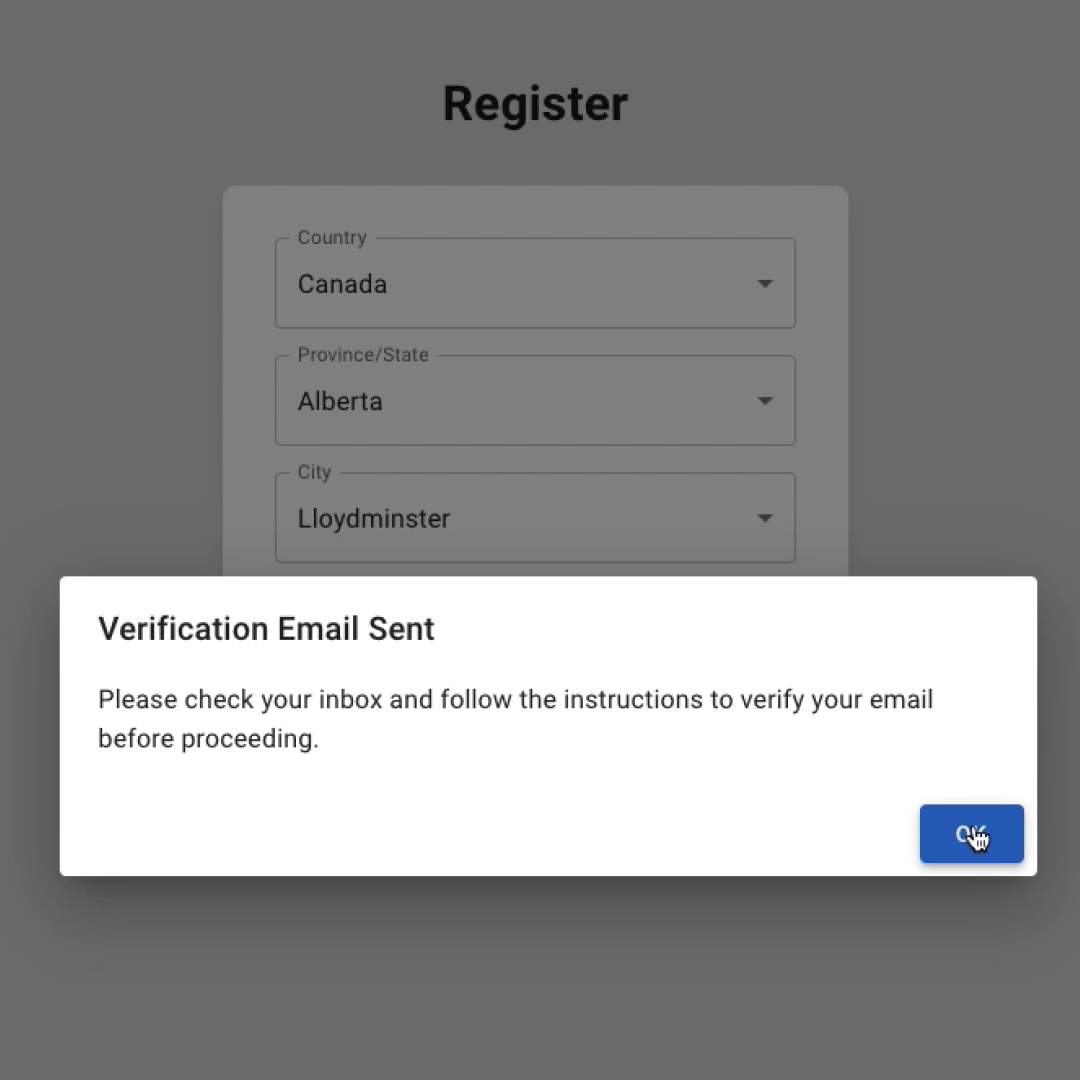 Register
Country
Canada
Province/State
Alberta
City
Lloydminster
Verification Email Sent
Please check your inbox and follow the instructions to verify your email
before proceeding.